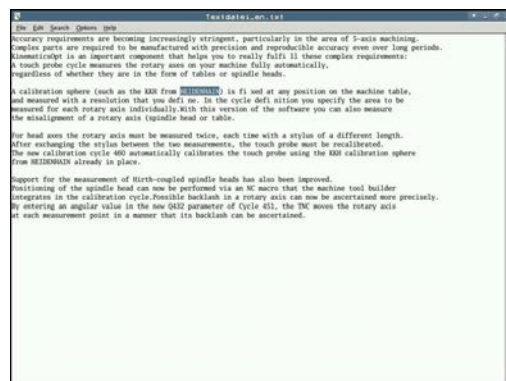 Textdatei_en.txt
File Edit Search Options Help
Accuracy requirements are becoming increasingly stringent, particularly in the area of 5-axis machining.
Complex parts are required to be manufactured with precision and reproducible accuracy even over long periods.
KinematicsOpt is an important component that helps you to really fulfi ll these complex requirements:
A touch probe cycle measures the rotary axes on your machine fully automatically,
regardless of whether they are in the form of tables or spindle heads.
A calibration sphere (such as the KKH from HEIDENHAIN) is fi xed at any position on the machine table,
and measured with a resolution that you defi ne. In the cycle defi nition you specify the area to be
measured for each rotary axis individually.With this version of the software you can also measure
the misalignment of a rotary axis (spindle head or table.
For head axes the rotary axis must be measured twice, each time with a stylus of a different length.
After exchanging the stylus between the two measurements, the touch probe must be recalibrated.
The new calibration cycle 460 automatically calibrates the touch probe using the KKH calibration sphere
from HEIDENHAIN already in place.
Support for the measurement of Hirth-coupled spindle heads has also been improved.
Positioning of the spindle head can now be performed via an NC macro that the machine tool builder
integrates in the calibration cycle.Possible backlash in a rotary axis can now be ascertained more precisely.
By entering an angular value in the new Q432 parameter of Cycle 451, the TNC moves the rotary axis
at each measurement point in a manner that its backlash can be ascertained.